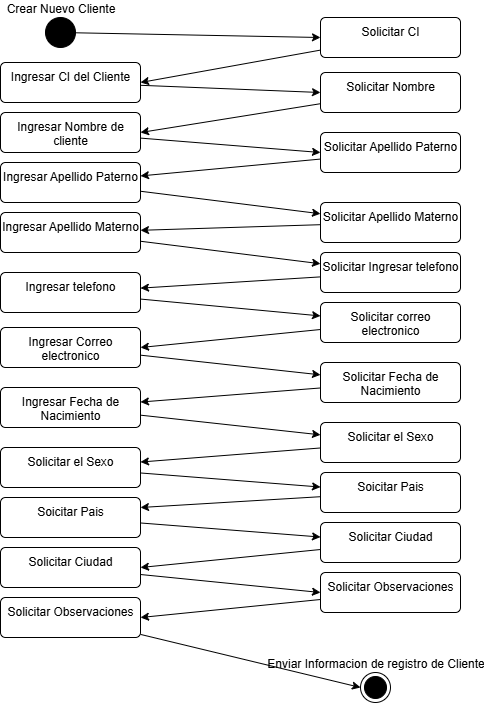 Crear Nuevo Cliente
Solicitar CI
Ingresar CI del Cliente
Solicitar Nombre
Ingresar Nombre de
cliente
Solicitar Apellido Paterno
Ingresar Apellido Paterno
Solicitar Apellido Materno
Ingresar Apellido Materno
Solicitar Ingresar telefono
Ingresar telefono
Solicitar correo
electronico
Ingresar Correo
electronico
Solicitar Fecha de
Nacimiento
Ingresar Fecha de
Nacimiento
Solicitar el Sexo
Solicitar el Sexo
Soicitar Pais
Soicitar Pais
Solicitar Ciudad
Solicitar Ciudad
Solicitar Observaciones
Solicitar Observaciones
Enviar Informacion de registro de Cliente